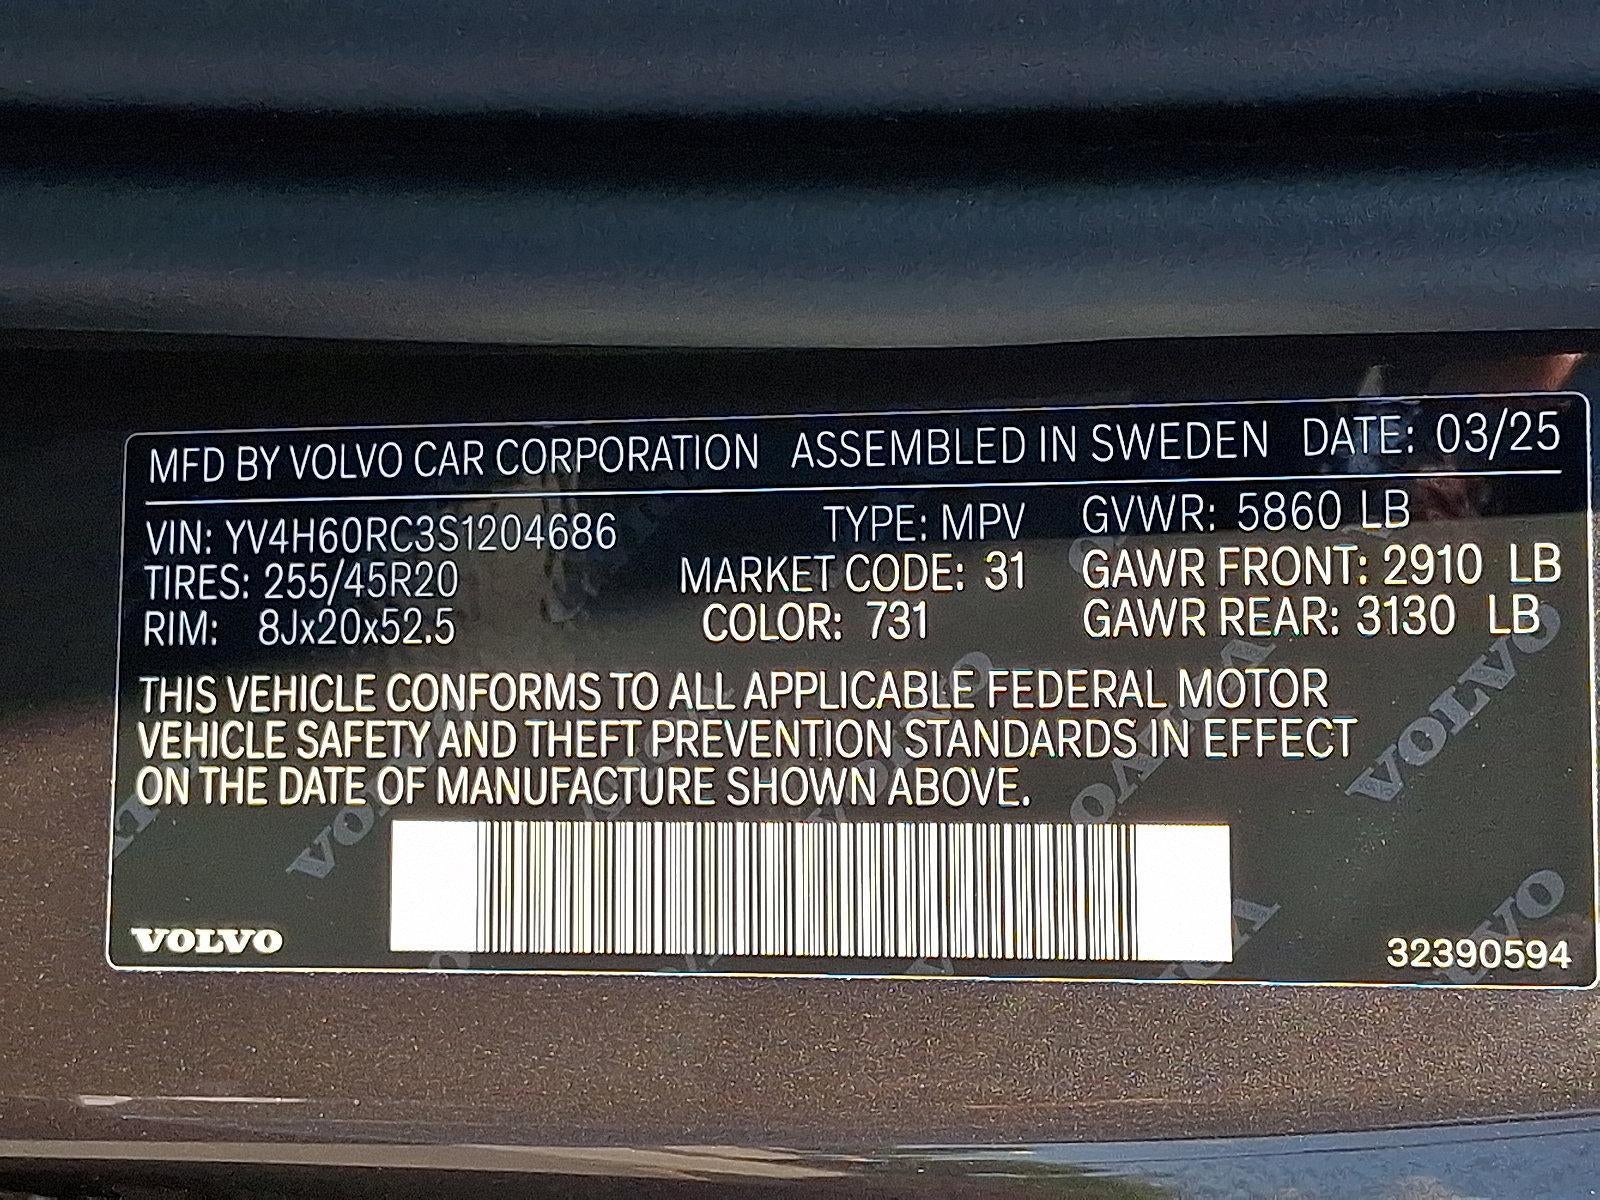 MFD BY VOLVO CAR CORPORATION ASSEMBLED IN SWEDEN DATE: 03/25
VIN: YV4H60RC3S1204686 TYPE: MPV GVWR: 5860 LB
TIRES: 255/45R20 MARKET CODE: 31 GAWR FRONT: 2910 LB
RIM: 8Jx20x52.5 COLOR: 731 GAWR REAR: 3130 LB
THIS VEHICLE CONFORMS TO ALL APPLICABLE FEDERAL MOTOR
VEHICLE SAFETY AND THEFT PREVENTION STANDARDS IN EFFECT
ON THE DATE OF MANUFACTURE SHOWN ABOVE.
VOLVO 32390594